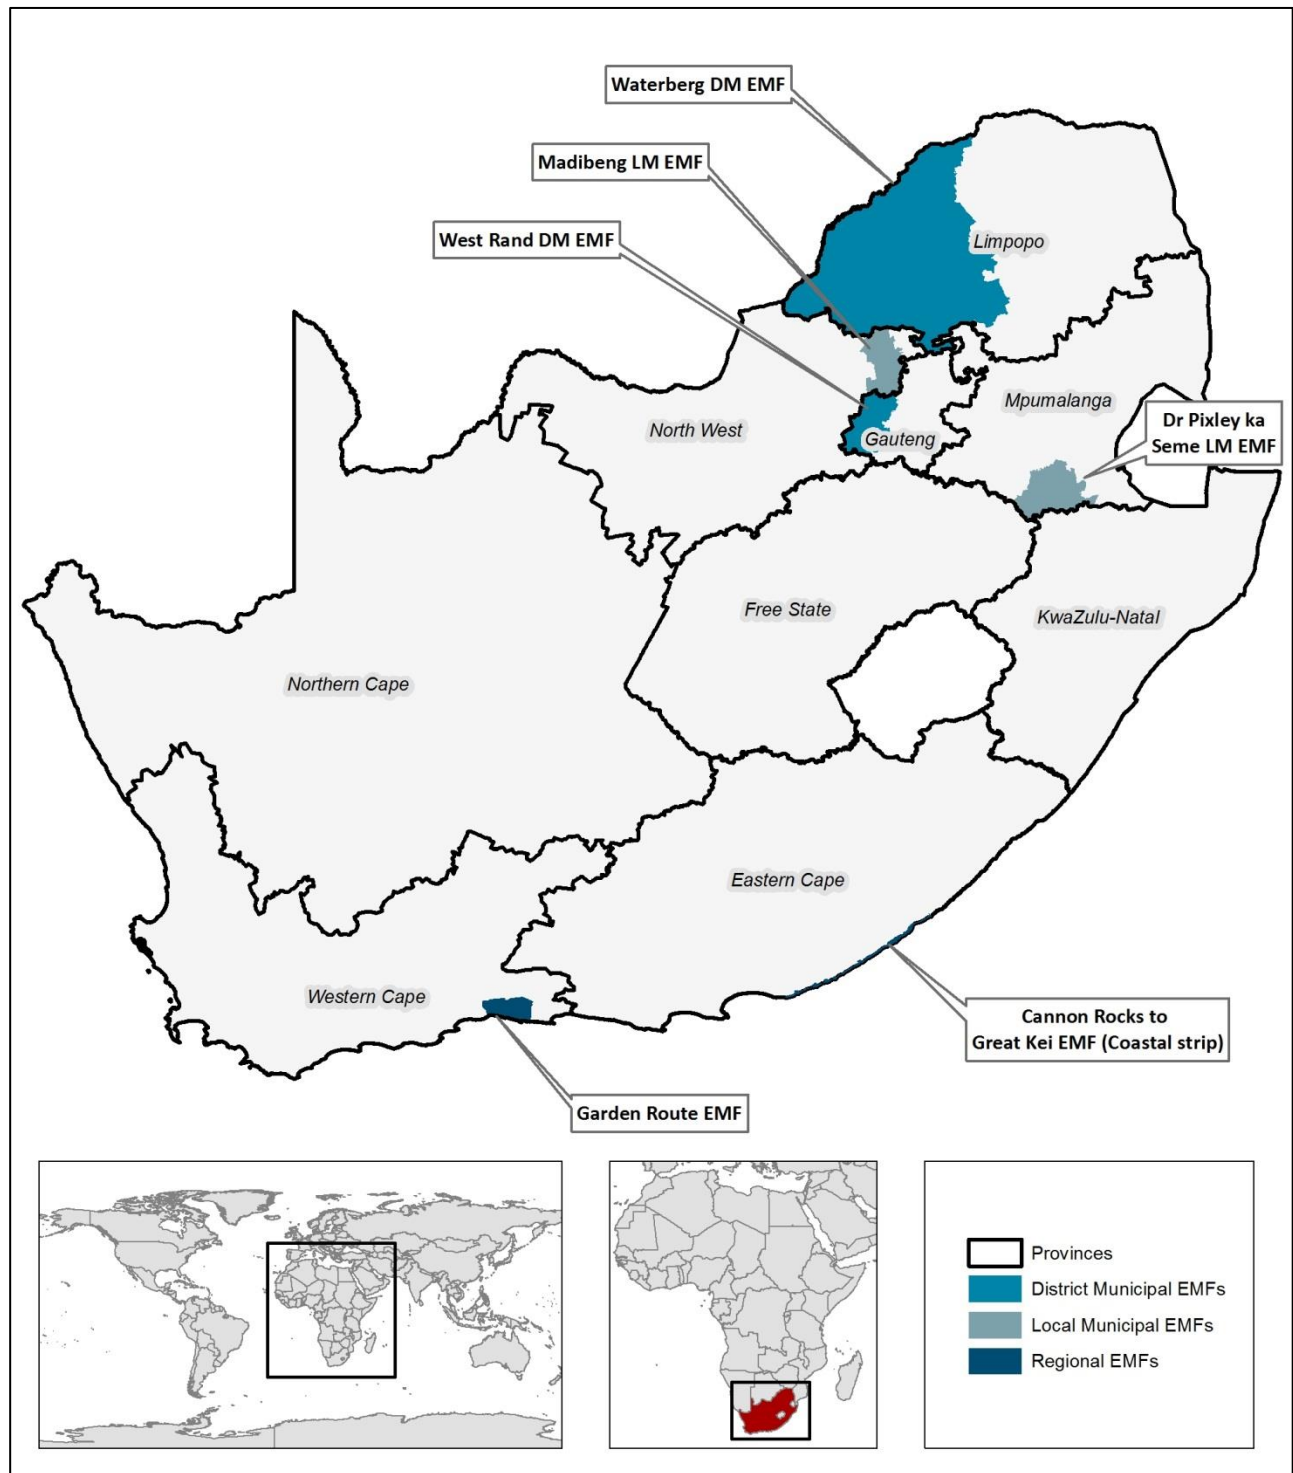 Waterberg DM EMF
Madibeng LM EMF
West Rand DM EMF
Limpopo
Mpumalanga
Dr Pixley ka
Seme LM EMF
North West
Gauteng
Free State
KwaZulu-Natal
Northern Cape
Eastern Cape
Western Cape
Cannon Rocks to
Great Kei EMF (Coastal strip)
Garden Route EMF
Provinces
District Municipal EMFs
Local Municipal EMFs
Regional EMFs